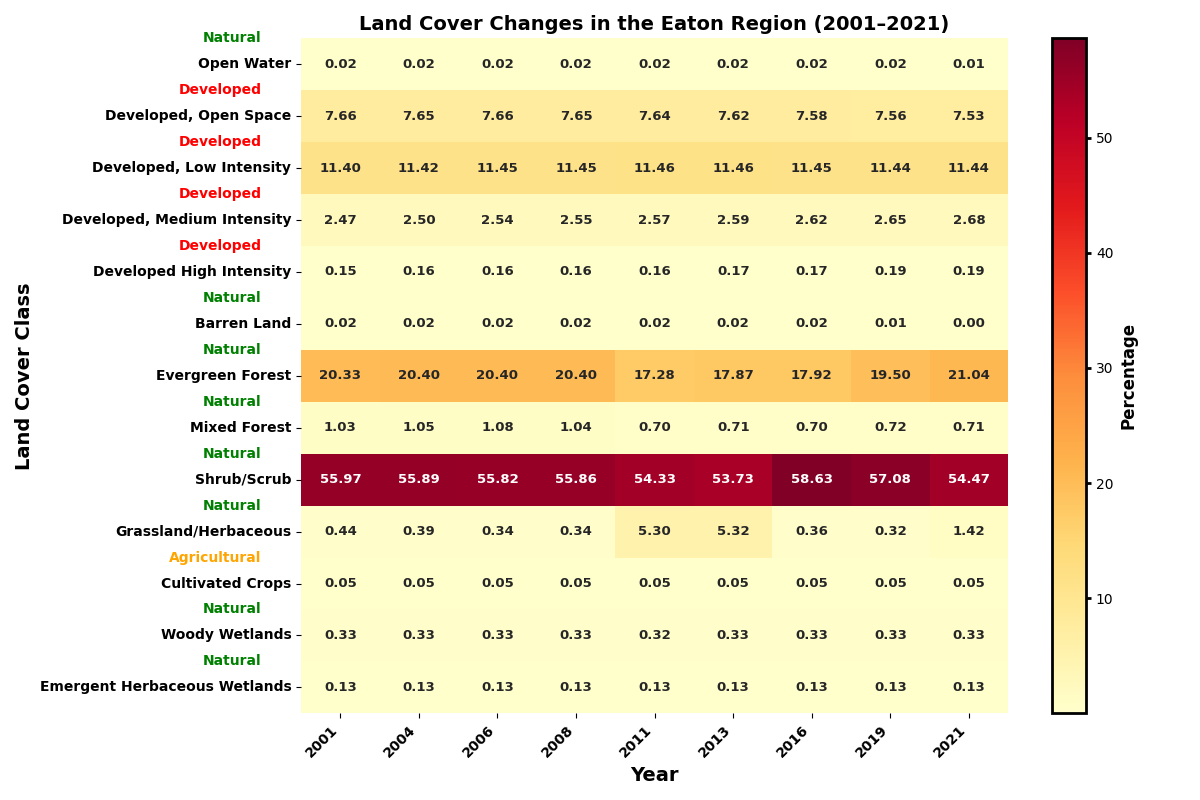 Land Cover Changes in the Eaton Region (2001–2021)
Natural
Open Water 0.02 0.02 0.02 0.02 0.02 0.02 0.02 0.02 0.01
Developed
Developed, Open Space 7.66 7.65 7.66 7.65 7.64 7.62 7.58 7.56 7.53
Developed
Developed, Low Intensity 11.40 11.42 11.45 11.45 11.46 11.46 11.45 11.44 11.44
Developed
Developed, Medium Intensity 2.47 2.50 2.54 2.55 2.57 2.59 2.62 2.65 2.68
Developed
Developed High Intensity 0.15 0.16 0.16 0.16 0.16 0.17 0.17 0.19 0.19
Natural
Barren Land 0.02 0.02 0.02 0.02 0.02 0.02 0.02 0.01 0.00
Natural
Evergreen Forest 20.33 20.40 20.40 20.40 17.28 17.87 17.92 19.50 21.04
Natural
Mixed Forest 1.03 1.05 1.08 1.04 0.70 0.71 0.70 0.72 0.71
Natural
Shrub/Scrub 55.97 55.89 55.82 55.86 54.33 53.73 58.63 57.08 54.47
Natural
Grassland/Herbaceous 0.44 0.39 0.34 0.34 5.30 5.32 0.36 0.32 1.42
Agricultural
Cultivated Crops 0.05 0.05 0.05 0.05 0.05 0.05 0.05 0.05 0.05
Natural
Woody Wetlands 0.33 0.33 0.33 0.33 0.32 0.33 0.33 0.33 0.33
Natural
Emergent Herbaceous Wetlands 0.13 0.13 0.13 0.13 0.13 0.13 0.13 0.13 0.13
2001 2004 2006 2008 2011 2013 2016 2019 2021
Year
Land Cover Class
50
40
30
20
10
Percentage